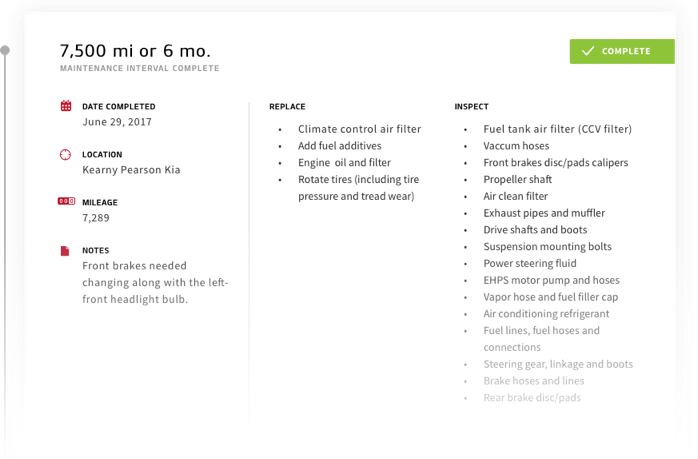 7,500 mi or 6 mo.
MAINTENANCE INTERVAL COMPLETE
COMPLETE
DATE COMPLETED
June 29, 2017
LOCATION
Kearny Pearson Kia
MILEAGE
7,289
NOTES
Front brakes needed
changing along with the left-
front headlight bulb.
REPLACE
• Climate control air filter
• Add fuel additives
• Engine oil and filter
• Rotate tires (including tire
pressure and tread wear)
INSPECT
• Fuel tank air filter (CCV filter)
• Vaccum hoses
• Front brakes disc/pads calipers
• Propeller shaft
• Air clean filter
• Exhaust pipes and muffler
• Drive shafts and boots
• Suspension mounting bolts
• Power steering fluid
• EHPS motor pump and hoses
• Vapor hose and fuel filler cap
• Air conditioning refrigerant
• Fuel lines, fuel hoses and
connections
• Steering gear, linkage and boots
• Brake hoses and lines
• Rear brake disc/pads